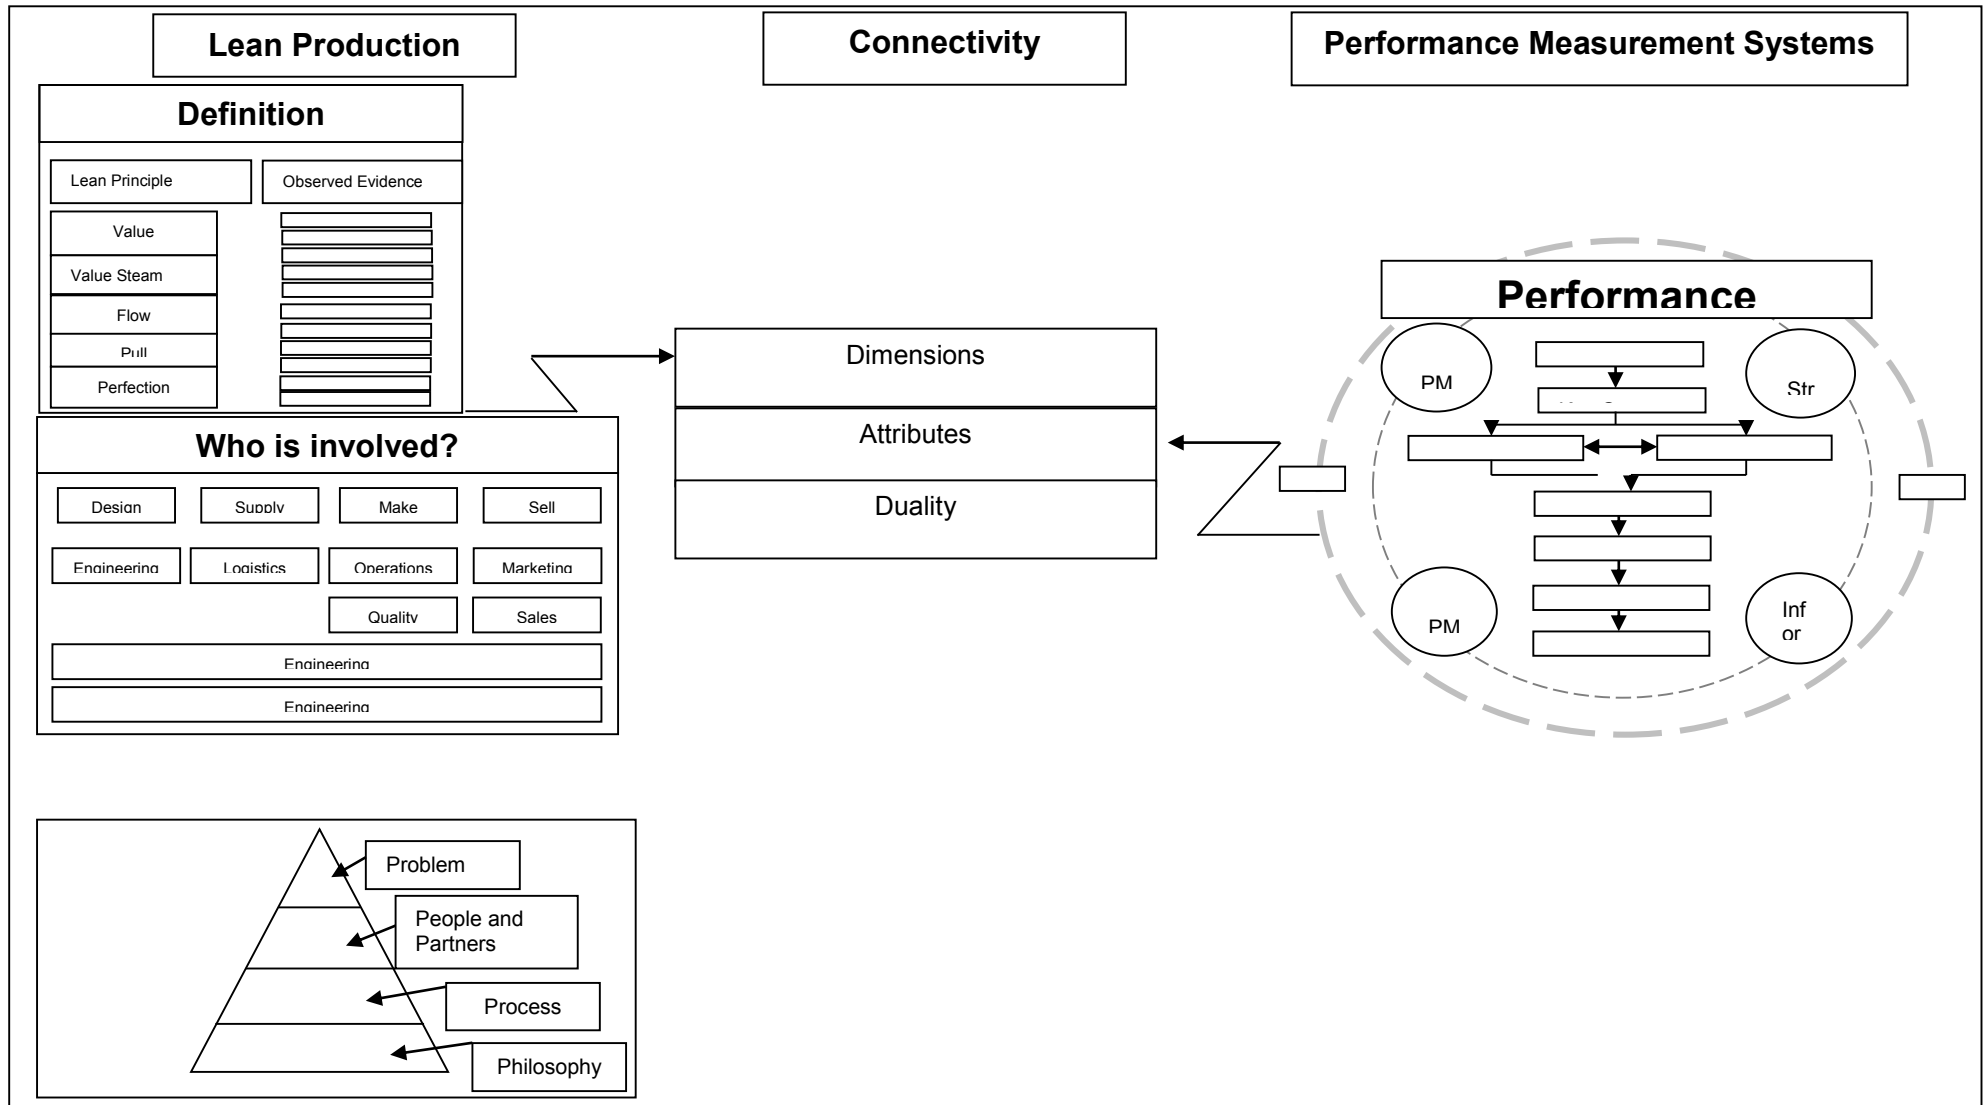 Lean Production
Connectivity
Performance Measurement Systems
Definition
Lean Principle
Observed Evidence
Value
Value Steam
Flow
Pull
Perfection
Who is involved?
Design
Supply
Make
Sell
Engineering
Logistics
Operations
Marketing
Quality
Sales
Engineering
Engineering
Problem
People and
Partners
Process
Philosophy
Dimensions
Attributes
Duality
Performance
PM
Str
PM
Inf
or